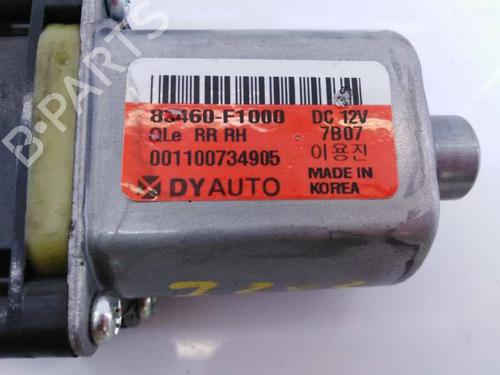 B-PARTS
83460-F1000 DC 12V
QLe RR RH 7B07
001100734905 이용진
DYAUTO MADE IN
KOREA